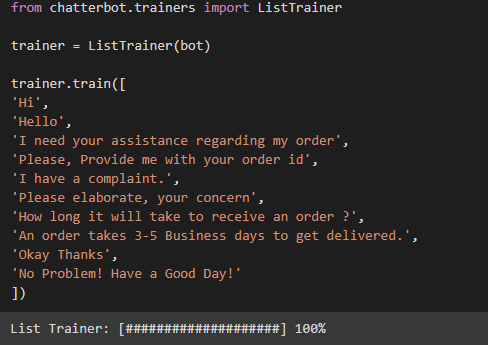 from chatterbot.trainers import ListTrainer
trainer = ListTrainer(bot)
trainer.train([
'Hi',
'Hello',
'I need your assistance regarding my order',
'Please, Provide me with your order id',
'I have a complaint.',
'Please elaborate, your concern',
'How long it will take to receive an order ?',
'An order takes 3-5 Business days to get delivered.',
'Okay Thanks',
'No Problem! Have a Good Day!'
])
List Trainer: [####################] 100%